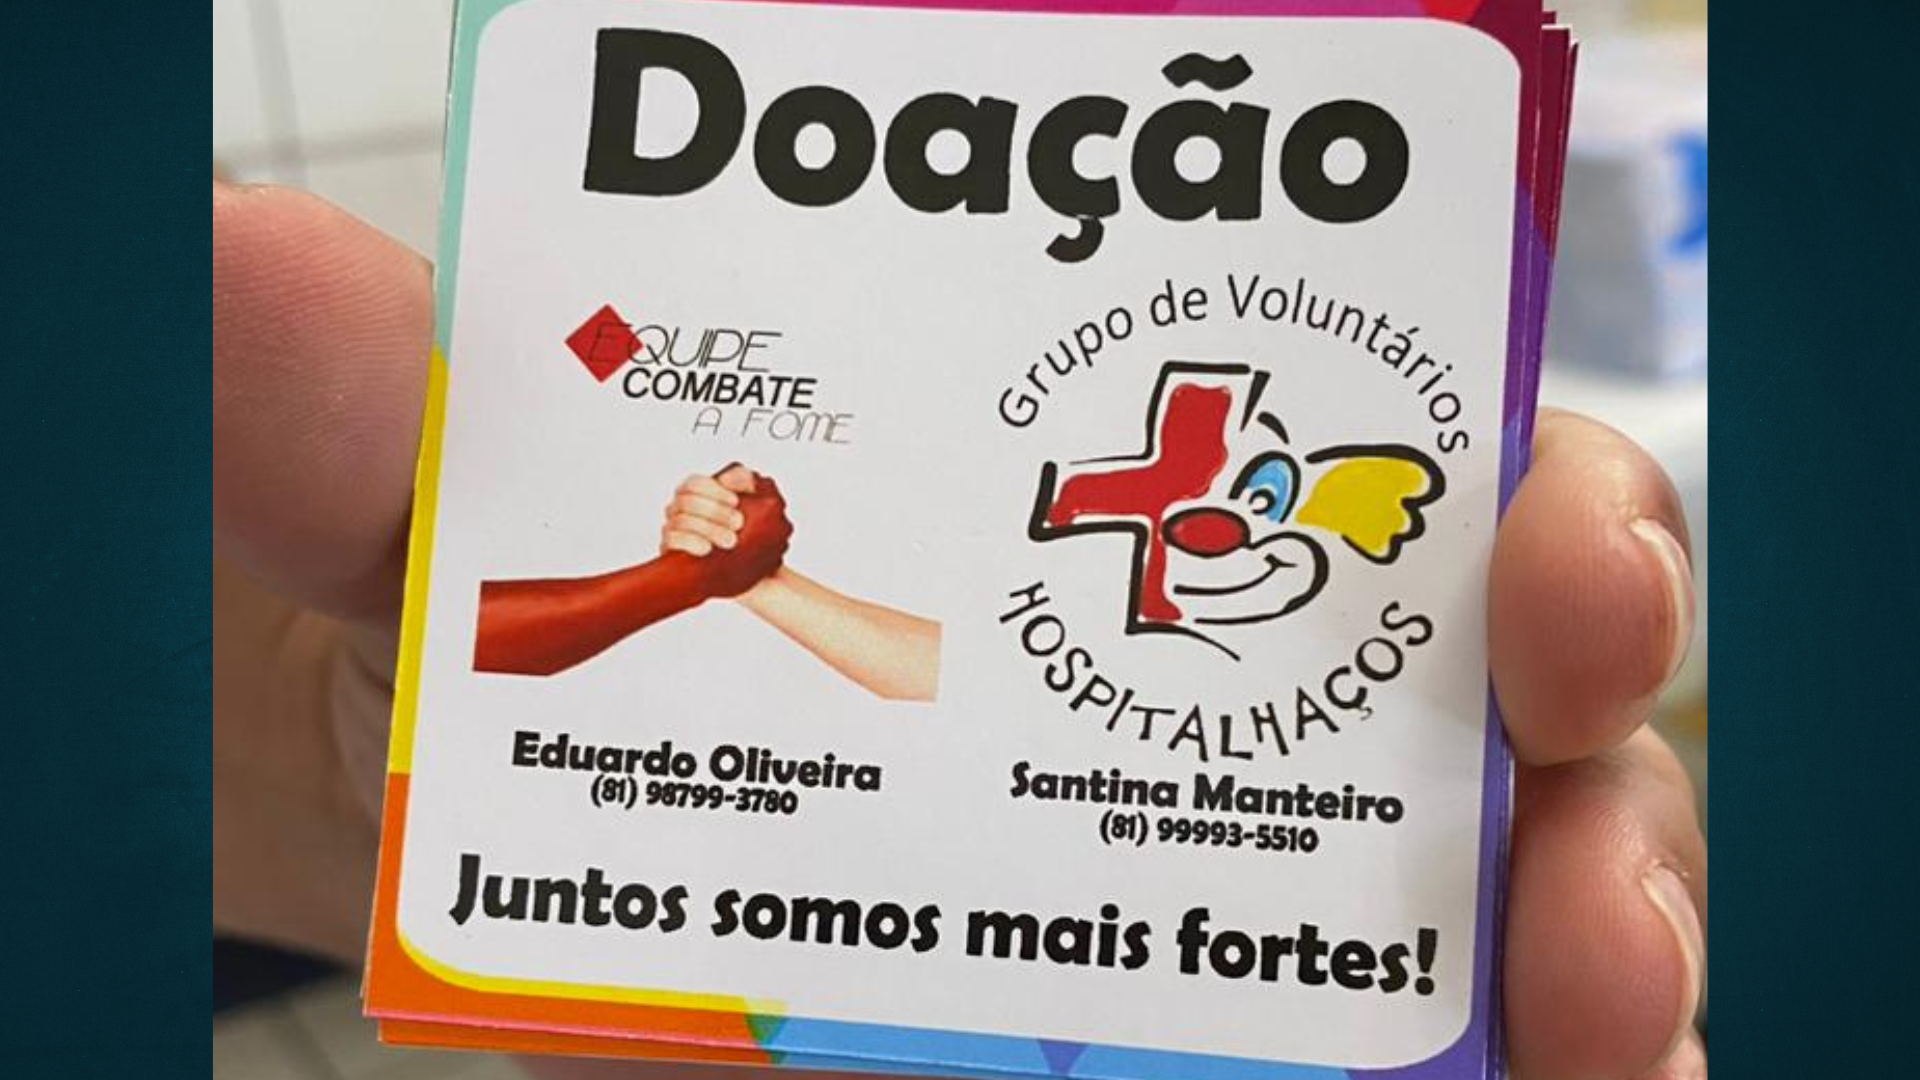 Doação
EQUIPE
COMBATE
A FOME
Grupo de Voluntários
HOSPITALHAÇOS
Eduardo Oliveira
(81) 98799-3780
Santina Manteiro
(81) 99993-5510
Juntos somos mais fortes!